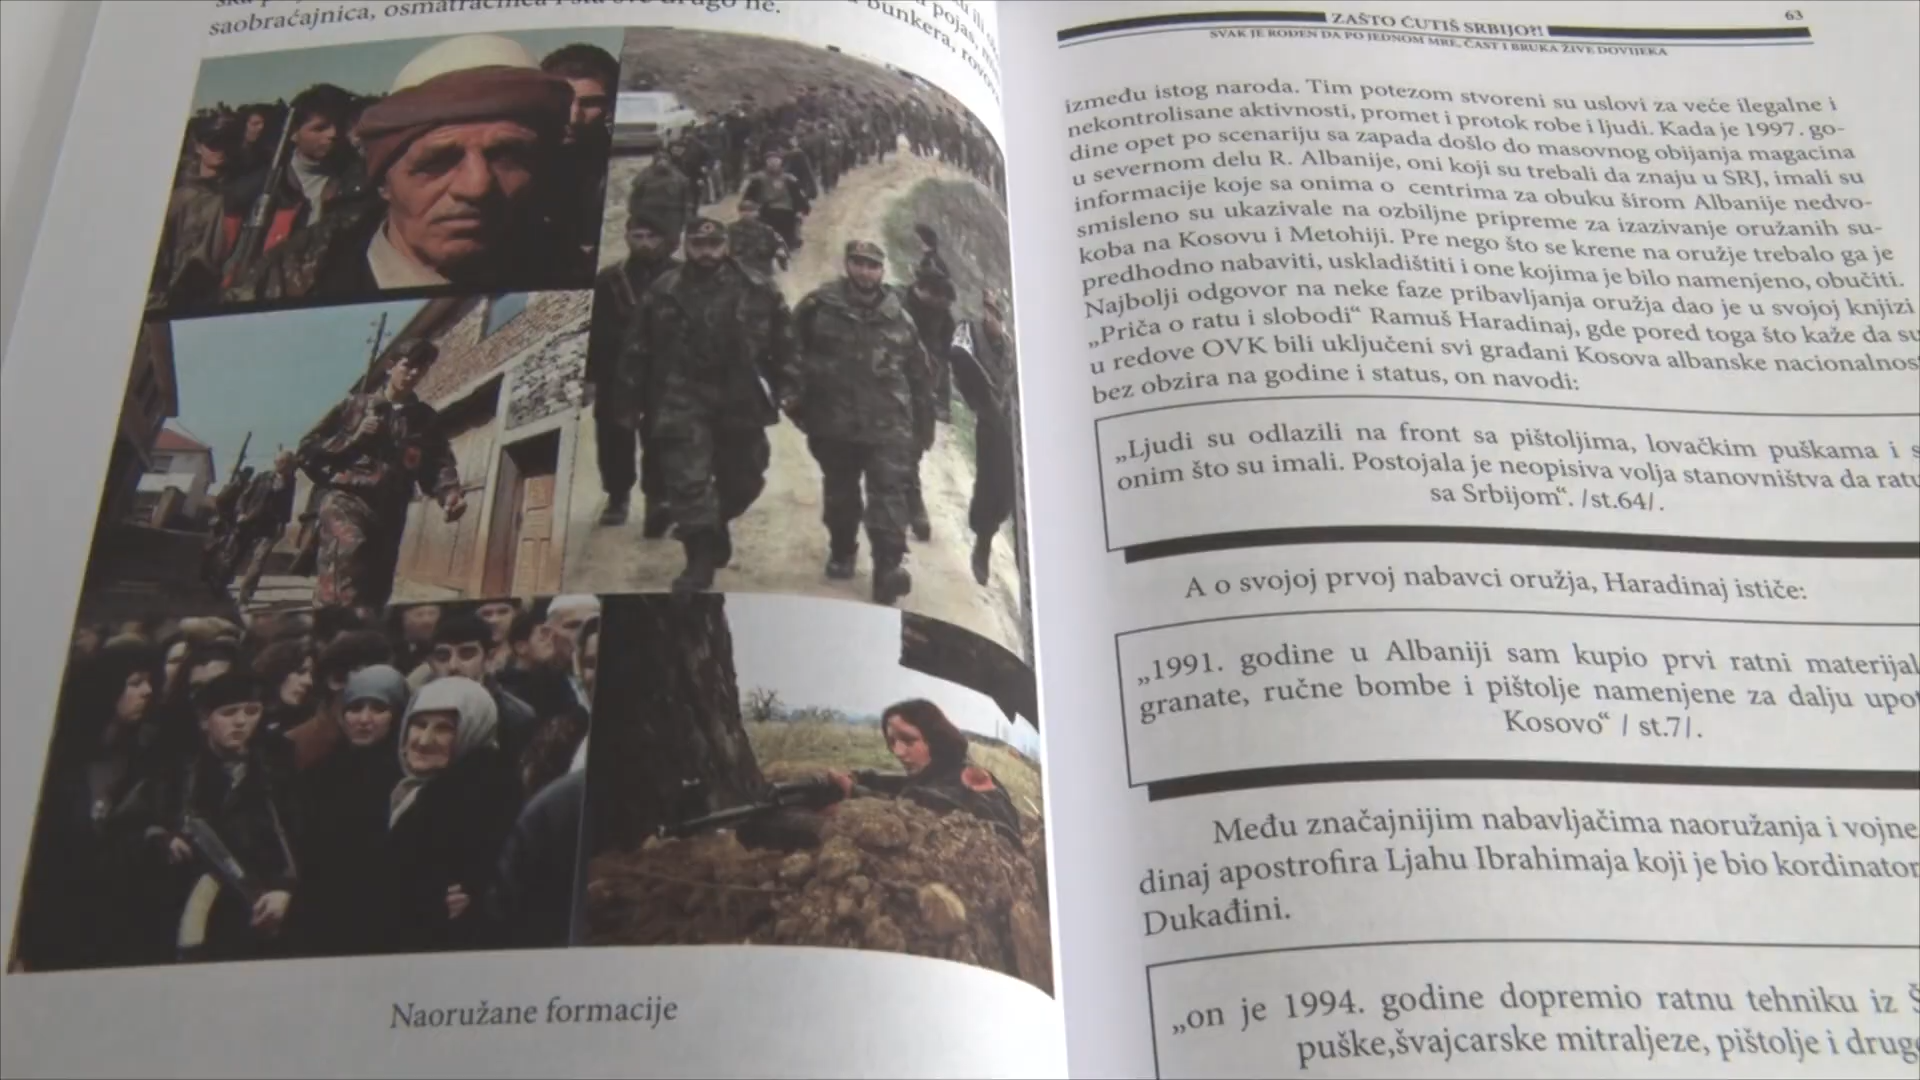 saobraćajnica, osmatračnica i šta sve drugo ne.
bunkera, rovova
Naoružane formacije
63
ZAŠTO ĆUTIŠ SRBIJO?!
SVAK JE ROĐEN DA PO JEDNOM MRE, ČAST I BRUKA ŽIVE DOVIJEKA
između istog naroda. Tim potezom stvoreni su uslovi za veće ilegalne i
nekontrolisane aktivnosti, promet i protok robe i ljudi. Kada je 1997. go-
dine opet po scenariju sa zapada došlo do masovnog obijanja magacina
u severnom delu R. Albanije, oni koji su trebali da znaju u SRJ, imali su
informacije koje sa onima o centrima za obuku širom Albanije nedvo-
smisleno su ukazivale na ozbiljne pripreme za izazivanje oružanih su-
koba na Kosovu i Metohiji. Pre nego što se krene na oružje trebalo ga je
predhodno nabaviti, uskladištiti i one kojima je bilo namenjeno, obučiti.
Najbolji odgovor na neke faze pribavljanja oružja dao je u svojoj knjizi
„Priča o ratu i slobodi“ Ramuš Haradinaj, gde pored toga što kaže da su
u redove OVK bili uključeni svi građani Kosova albanske nacionalnos
bez obzira na godine i status, on navodi:
„Ljudi su odlazili na front sa pištoljima, lovačkim puškama i s
onim što su imali. Postojala je neopisiva volja stanovništva da ratu
sa Srbijom“. /st.64/.
A o svojoj prvoj nabavci oružja, Haradinaj ističe:
„1991. godine u Albaniji sam kupio prvi ratni materijal
granate, ručne bombe i pištolje namenjene za dalju upot
Kosovo“ / st.7/.
Među značajnijim nabavljačima naoružanja i vojne
dinaj apostrofira Ljahu Ibrahimaja koji je bio kordinator
Dukađini.
„on je 1994. godine dopremio ratnu tehniku iz Š
puške,švajcarske mitraljeze, pištolje i drug